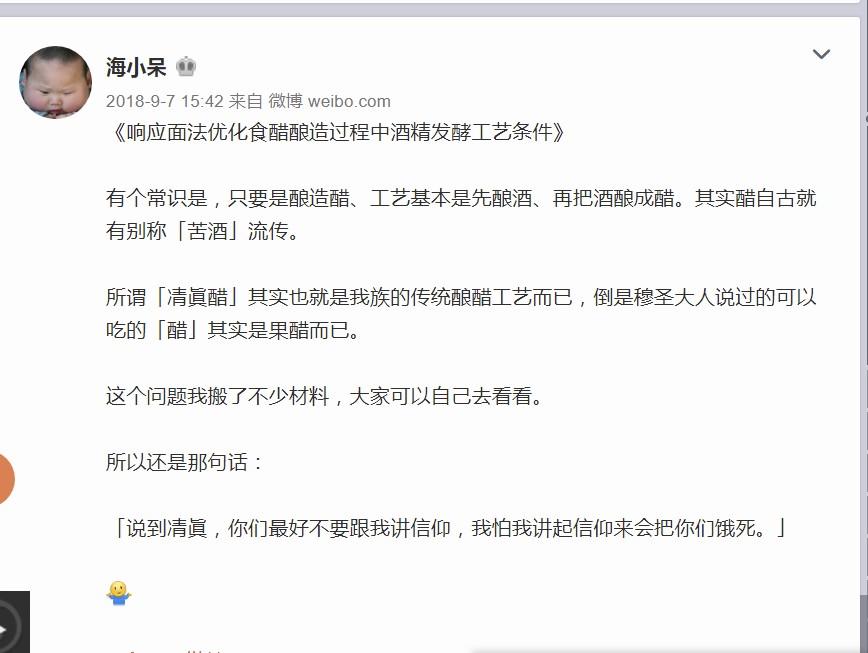 海小呆
2018-9-7 15:42 来自 微博 weibo.com
《响应面法优化食醋酿造过程中酒精发酵工艺条件》
有个常识是，只要是酿造醋、工艺基本是先酿酒、再把酒酿成醋。其实醋自古就
有别称「苦酒」流传。
所谓「凊眞醋」其实也就是我族的传统酿醋工艺而已，倒是穆圣大人说过的可以
吃的「醋」其实是果醋而已。
这个问题我搬了不少材料，大家可以自己去看看。
所以还是那句话：
「说到凊眞，你们最好不要跟我讲信仰，我怕我讲起信仰来会把你们饿死。」